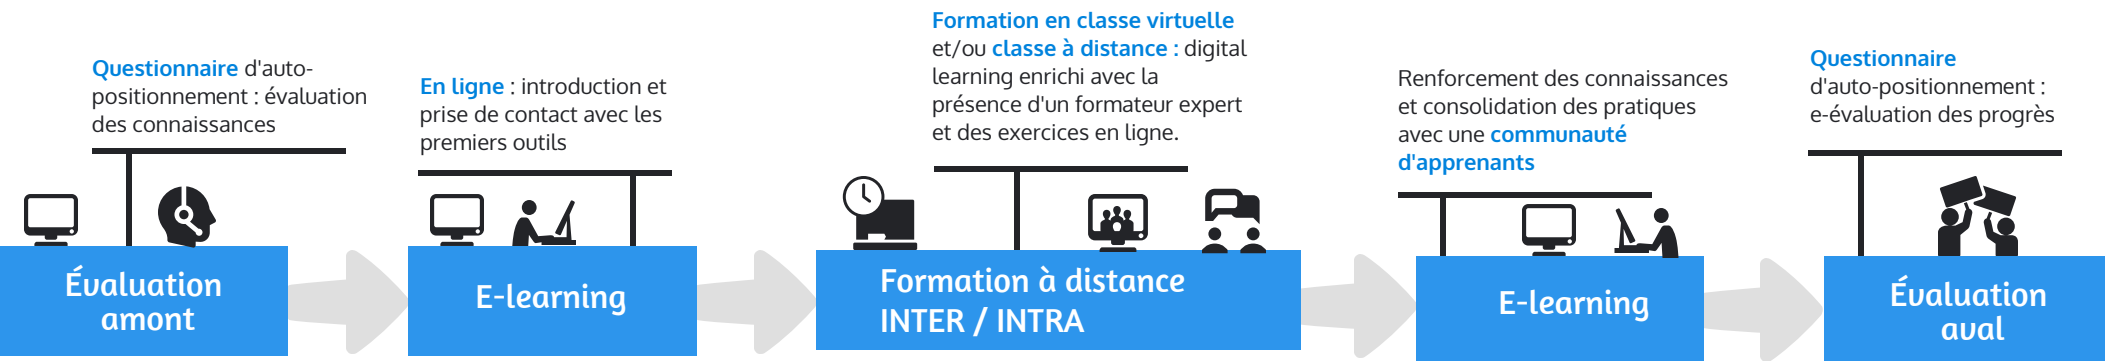 Questionnaire d'auto-
positionnement : évaluation
des connaissances
Évaluation
amont
En ligne : introduction et
prise de contact avec les
premiers outils
E-learning
Formation en classe virtuelle
et/ou classe à distance : digital
learning enrichi avec la
présence d'un formateur expert
et des exercices en ligne.
Formation à distance
INTER / INTRA
Renforcement des connaissances
et consolidation des pratiques
avec une communauté
d'apprenants
E-learning
Questionnaire
d'auto-positionnement :
e-évaluation des progrès
Évaluation
aval